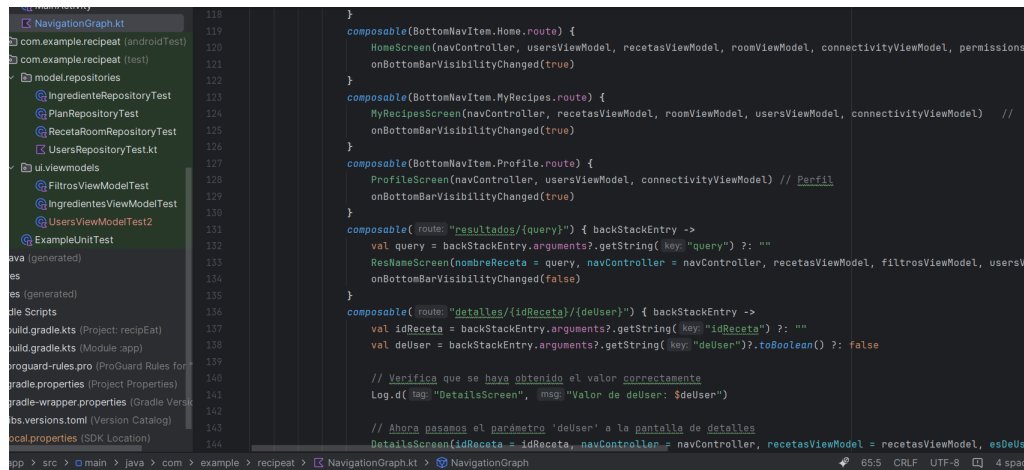 MainActivity
NavigationGraph.kt
com.example.recipeat (androidTest)
com.example.recipeat (test)
model.repositories
IngredienteRepositoryTest
PlanRepositoryTest
RecetaRoomRepositoryTest
UsersRepositoryTest.kt
ui.viewmodels
FiltrosViewModelTest
IngredientesViewModelTest
UsersViewModelTest2
ExampleUnitTest
ava (generated)
res
res (generated)
dle Scripts
build.gradle.kts (Project: recipEat)
build.gradle.kts (Module :app)
proguard-rules.pro (ProGuard Rules for "
gradle.properties (Project Properties)
gradle-wrapper.properties (Gradle Versi
ibs.versions.toml (Version Catalog)
ocal.properties (SDK Location)
118 }
119 composable(BottomNavItem.Home.route) {
120 HomeScreen(navController, usersViewModel, recetasViewModel, roomViewModel, connectivityViewModel, permissions
121 onBottomBarVisibilityChanged(true)
122 }
123 composable(BottomNavItem.MyRecipes.route) {
124 MyRecipesScreen(navController, recetasViewModel, roomViewModel, usersViewModel, connectivityViewModel) //
125 onBottomBarVisibilityChanged(true)
126 }
127 composable(BottomNavItem.Profile.route) {
128 ProfileScreen(navController, usersViewModel, connectivityViewModel) // Perfil
129 onBottomBarVisibilityChanged(true)
130 }
131 composable( route: "resultados/{query}") { backStackEntry ->
132 val query = backStackEntry.arguments?.getString( key: "query") ?: ""
133 ResNameScreen(nombreReceta = query, navController = navController, recetasViewModel, filtrosViewModel, usersV
134 onBottomBarVisibilityChanged(false)
135 }
136 composable( route: "detalles/{idReceta}/{deUser}") { backStackEntry ->
137 val idReceta = backStackEntry.arguments?.getString( key: "idReceta") ?: ""
138 val deUser = backStackEntry.arguments?.getString( key: "deUser")?.toBoolean() ?: false
139
140 // Verifica que se haya obtenido el valor correctamente
141 Log.d( tag: "DetailsScreen", msg: "Valor de deUser: $deUser")
142
143 // Ahora pasamos el parámetro 'deUser' a la pantalla de detalles
144 DetailsScreen(idReceta = idReceta, navController = navController, recetasViewModel = recetasViewModel, esDeUs
app > src > main > java > com > example > recipeat > NavigationGraph.kt > NavigationGraph
65:5 CRLF UTF-8 4 spac